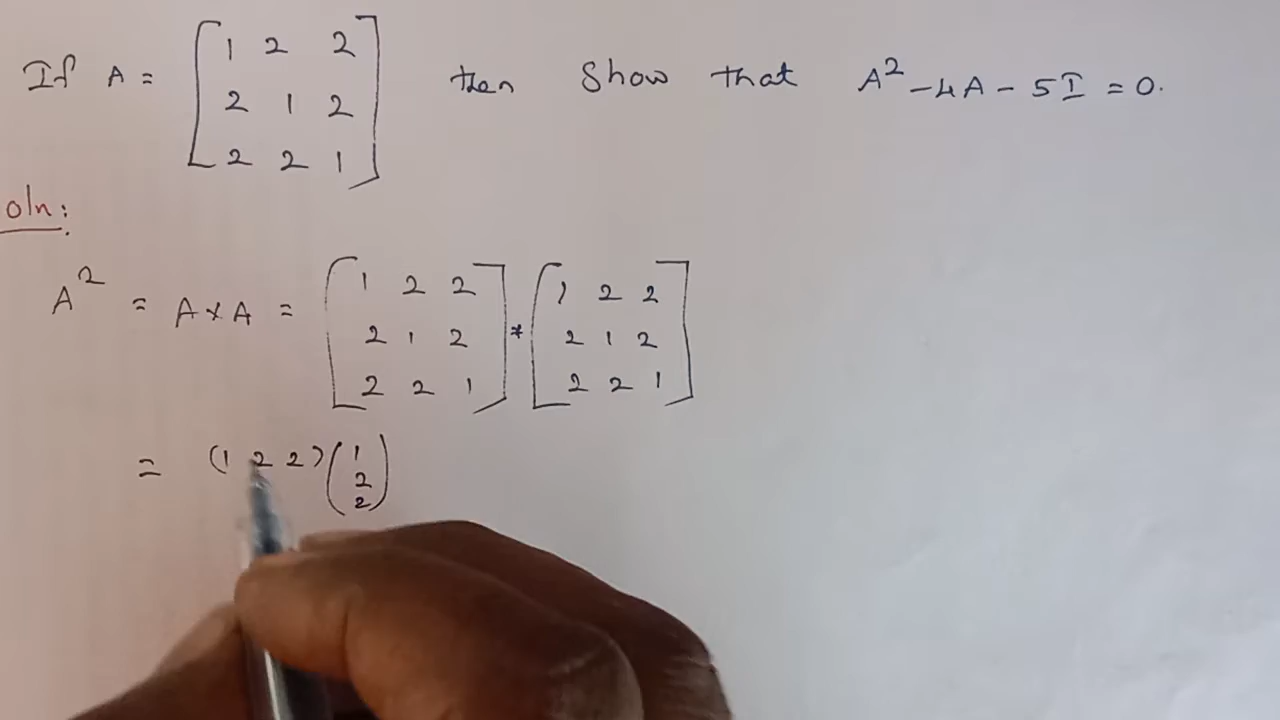 If A = [1 2 2 then Show that A² - 4A - 5I = 0.
2 1 2
2 2 1]
oln:
A² = A × A = [1 2 2 * [1 2 2
2 1 2 2 1 2
2 2 1] 2 2 1]
= (1 2 2) (1
2
2)